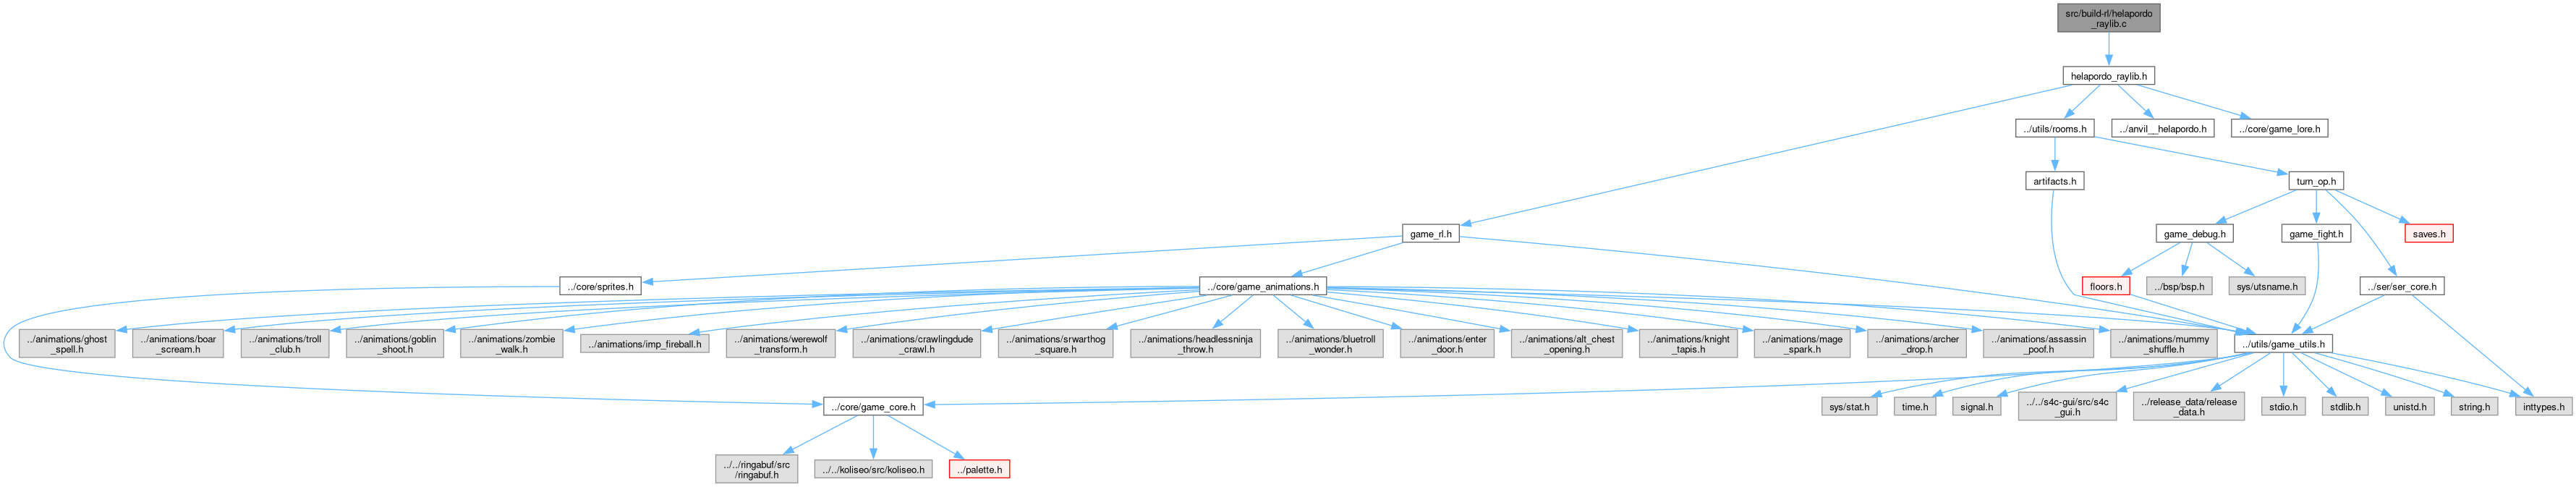 src/build-rl/helapordo
_raylib.c
helapordo_raylib.h
../utils/rooms.h
../anvil__helapordo.h
../core/game_lore.h
artifacts.h
turn_op.h
game_rl.h
game_debug.h
game_fight.h
saves.h
../core/sprites.h
../core/game_animations.h
floors.h
../bsp/bsp.h
sys/utsname.h
../ser/ser_core.h
../animations/ghost
_spell.h
../animations/boar
_scream.h
../animations/troll
_club.h
../animations/goblin
_shoot.h
../animations/zombie
_walk.h
../animations/imp_fireball.h
../animations/werewolf
_transform.h
../animations/crawlingdude
_crawl.h
../animations/srwarthog
_square.h
../animations/headlessninja
_throw.h
../animations/bluetroll
_wonder.h
../animations/enter
_door.h
../animations/alt_chest
_opening.h
../animations/knight
_tapis.h
../animations/mage
_spark.h
../animations/archer
_drop.h
../animations/assassin
_poof.h
../animations/mummy
_shuffle.h
../utils/game_utils.h
../core/game_core.h
sys/stat.h
time.h
signal.h
../../s4c-gui/src/s4c
_gui.h
../release_data/release
_data.h
stdio.h
stdlib.h
unistd.h
string.h
inttypes.h
../../ringabuf/src
/ringabuf.h
../../koliseo/src/koliseo.h
../palette.h